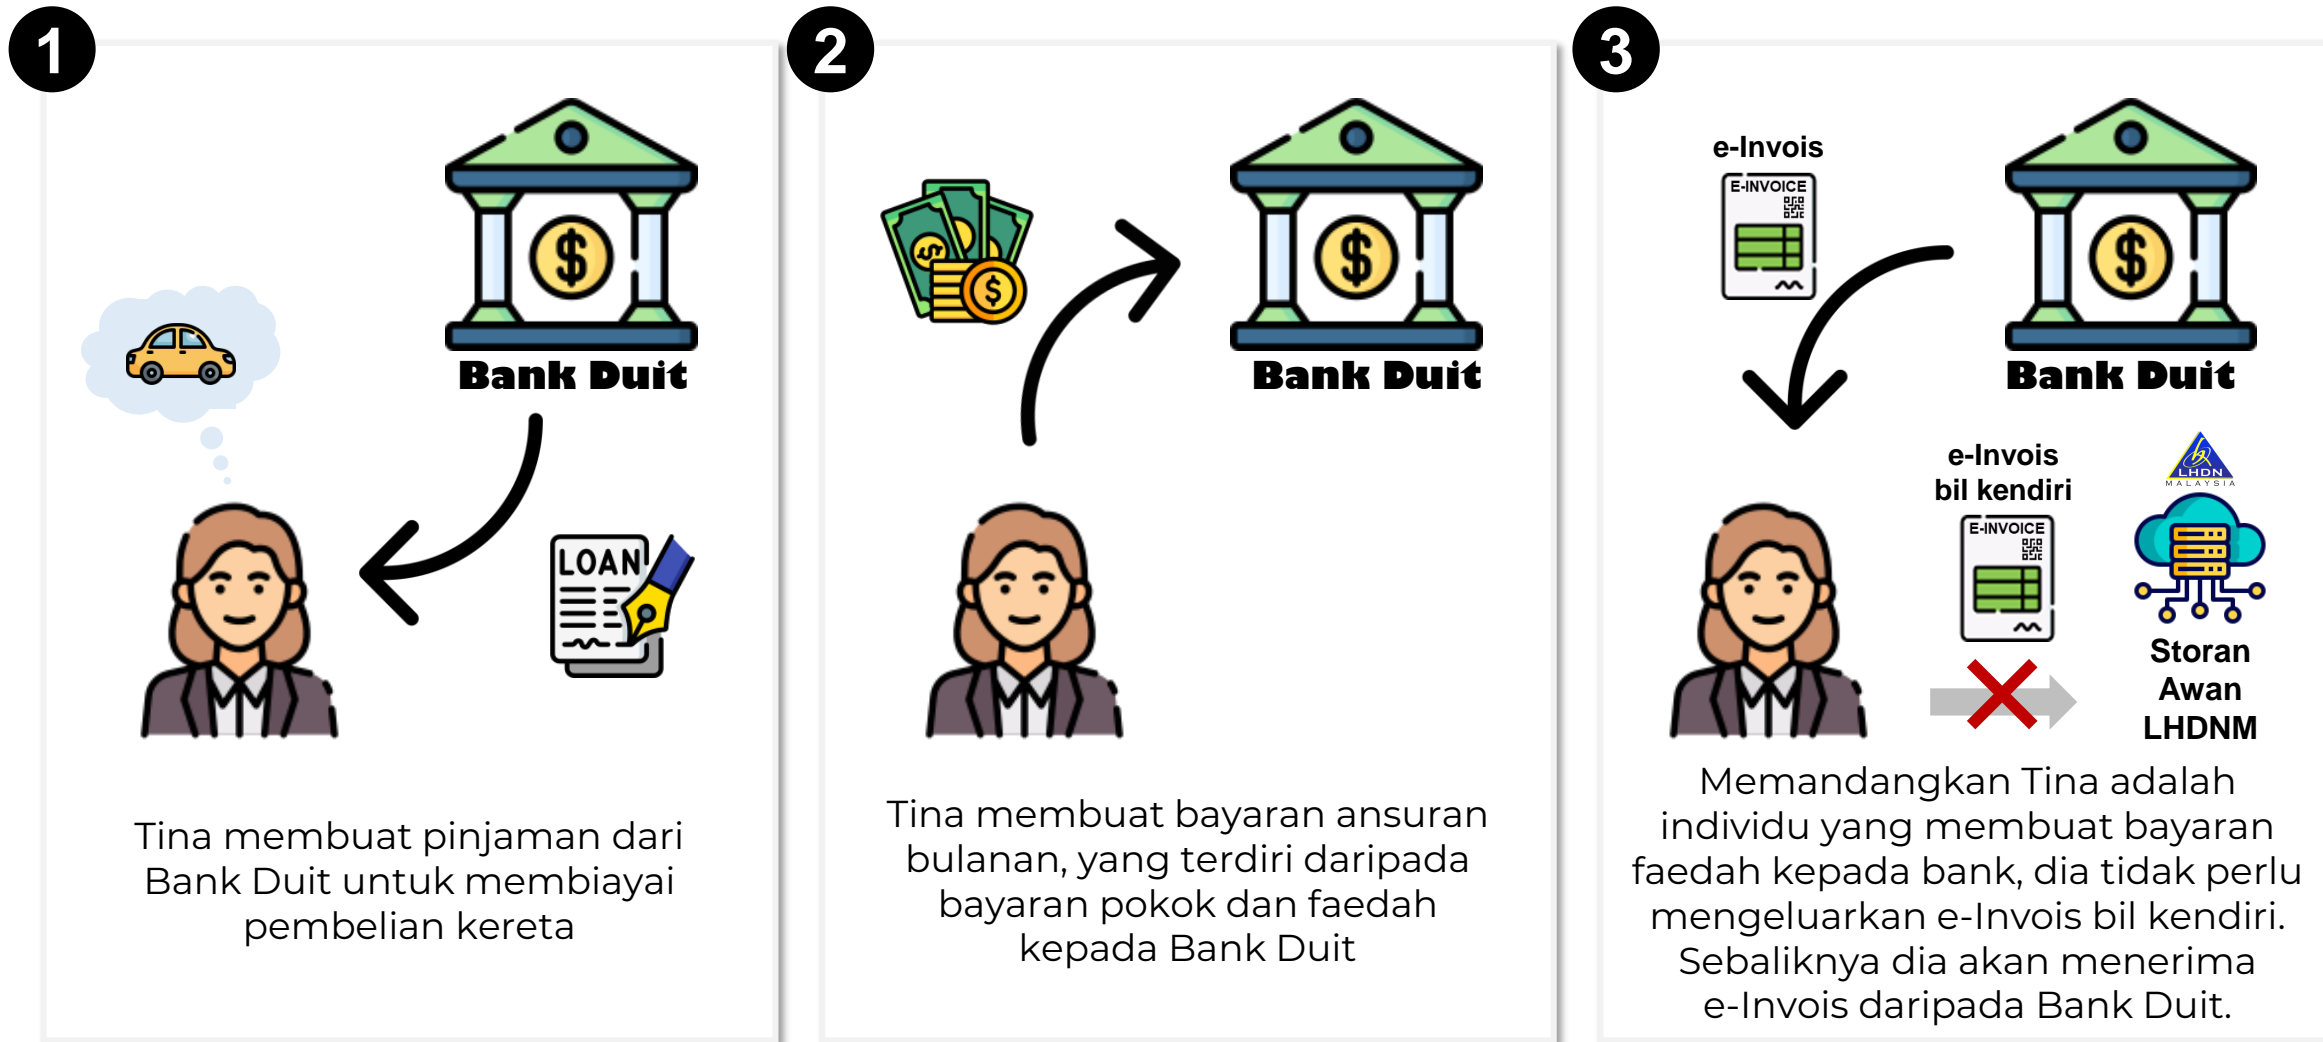 1
Bank Duit
LOAN
Tina membuat pinjaman dari
Bank Duit untuk membiayai
pembelian kereta
2
Bank Duit
Tina membuat bayaran ansuran
bulanan, yang terdiri daripada
bayaran pokok dan faedah
kepada Bank Duit
3
e-Invois
E-INVOICE
Bank Duit
e-Invois
bil kendiri
E-INVOICE
LHDN
MALAYSIA
Storan
Awan
LHDNM
Memandangkan Tina adalah
individu yang membuat bayaran
faedah kepada bank, dia tidak perlu
mengeluarkan e-Invois bil kendiri.
Sebaliknya dia akan menerima
e-Invois daripada Bank Duit.